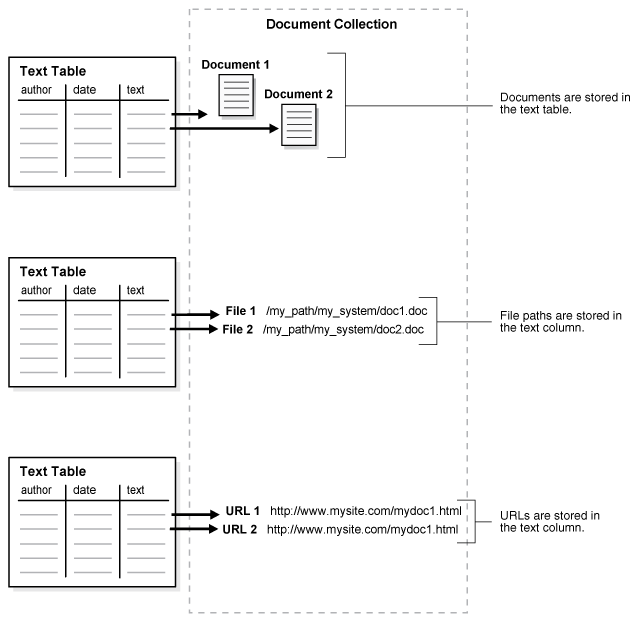 Document Collection
Text Table
author date text
Document 1
Document 2
Documents are stored in
the text table.
Text Table
author date text
File 1 /my_path/my_system/doc1.doc
File 2 /my_path/my_system/doc2.doc
File paths are stored in
the text column.
Text Table
author date text
URL 1 http://www.mysite.com/mydoc1.html
URL 2 http://www.mysite.com/mydoc1.html
URLs are stored in
the text column.